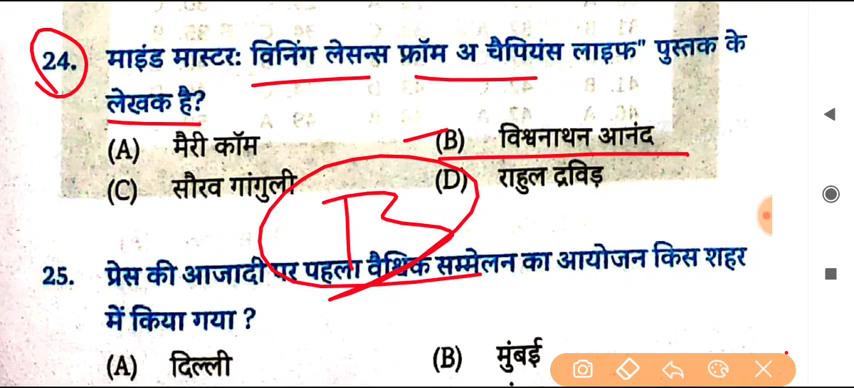 24. माइंड मास्टर: विनिंग लेसन्स फ्रॉम अ चैपियंस लाइफ" पुस्तक के
लेखक है?
(A) मैरी कॉम (B) विश्वनाथन आनंद
(C) सौरव गांगुली (D) राहुल द्रविड़
B
25. प्रेस की आजादी पर पहला वैश्विक सम्मेलन का आयोजन किस शहर
में किया गया ?
(A) दिल्ली (B) मुंबई